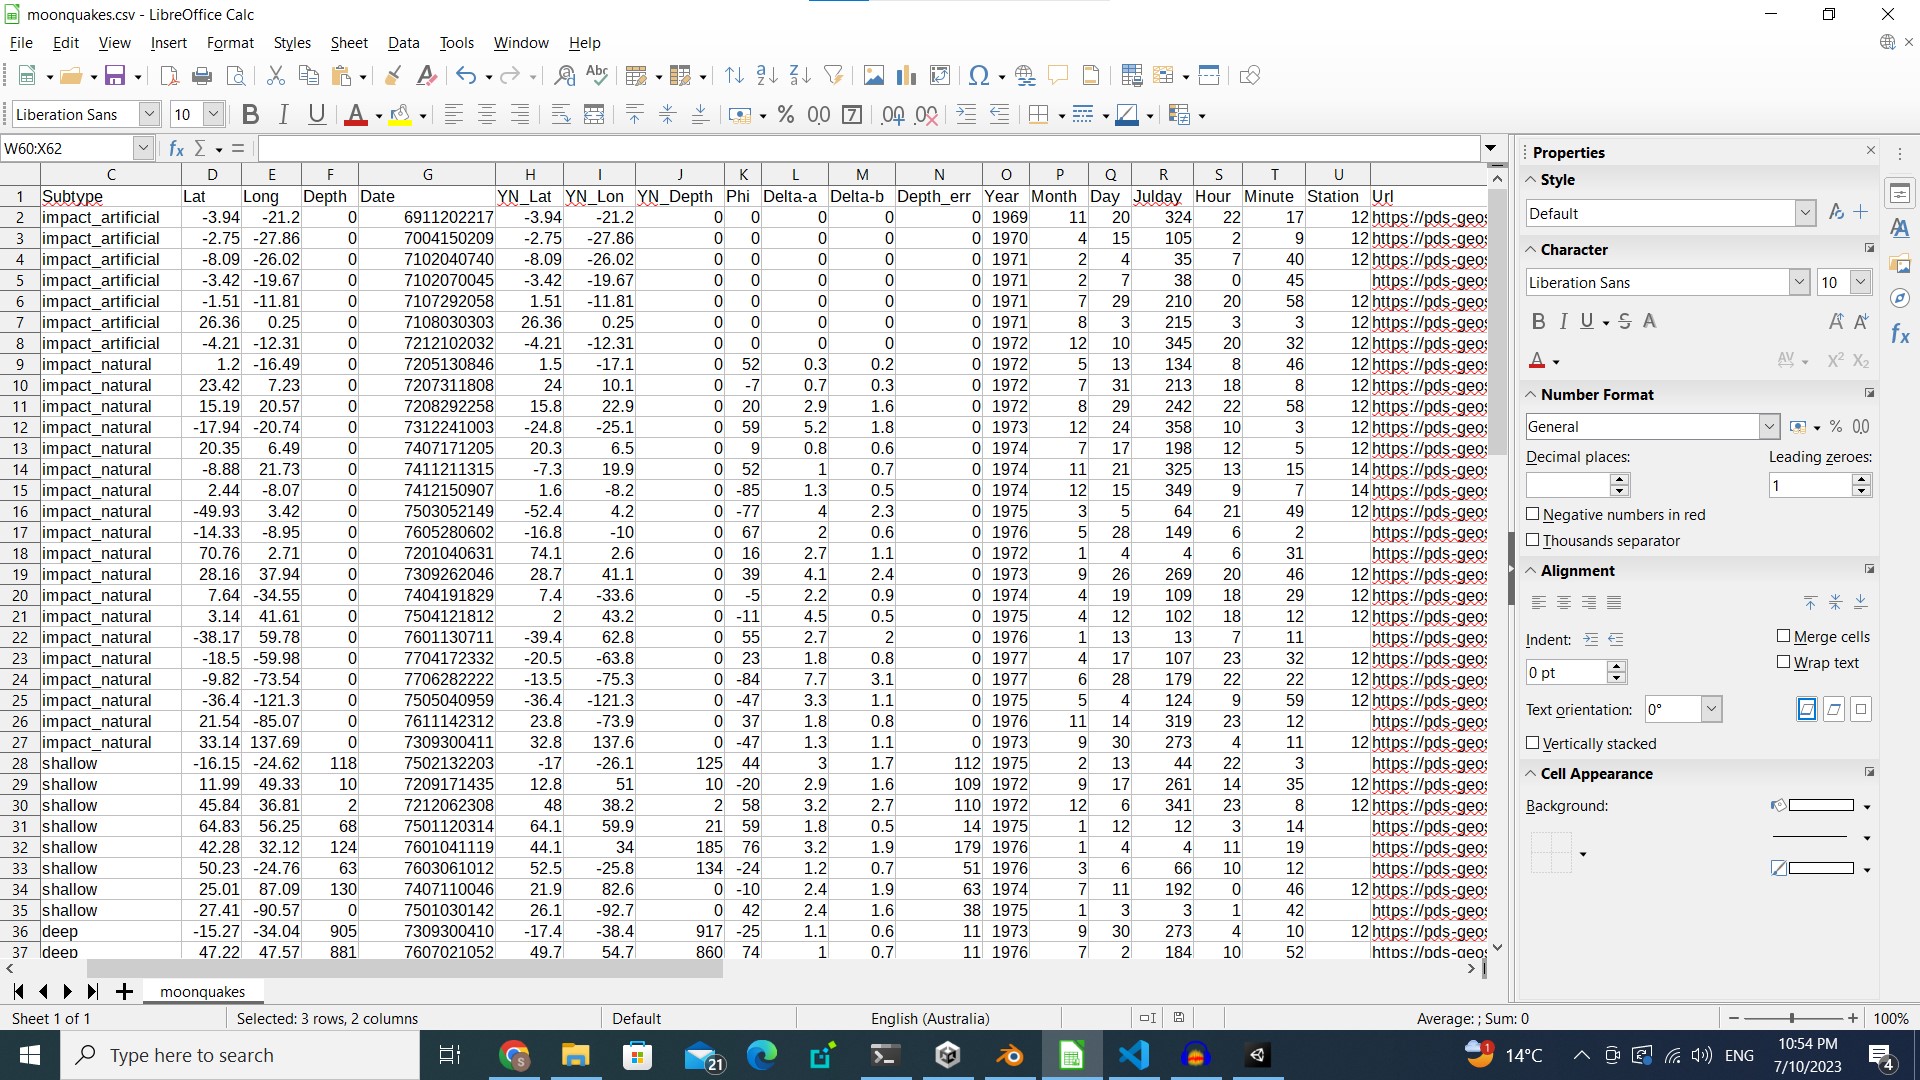 moonquakes.csv - LibreOffice Calc
File Edit View Insert Format Styles Sheet Data Tools Window Help
Liberation Sans 10
W60:X62
C D E F G H I J K L M N O P Q R S T U
1 Subtype Lat Long Depth Date YN_Lat YN_Lon YN_Depth Phi Delta-a Delta-b Depth_err Year Month Day Julday Hour Minute Station Url
2 impact_artificial -3.94 -21.2 0 6911202217 -3.94 -21.2 0 0 0 0 0 1969 11 20 324 22 17 12 https://pds-geos
3 impact_artificial -2.75 -27.86 0 7004150209 -2.75 -27.86 0 0 0 0 0 1970 4 15 105 2 9 12 https://pds-geos
4 impact_artificial -8.09 -26.02 0 7102040740 -8.09 -26.02 0 0 0 0 0 1971 2 4 35 7 40 12 https://pds-geos
5 impact_artificial -3.42 -19.67 0 7102070045 -3.42 -19.67 0 0 0 0 0 1971 2 7 38 0 45 https://pds-geos
6 impact_artificial -1.51 -11.81 0 7107292058 1.51 -11.81 0 0 0 0 0 1971 7 29 210 20 58 12 https://pds-geos
7 impact_artificial 26.36 0.25 0 7108030303 26.36 0.25 0 0 0 0 0 1971 8 3 215 3 3 12 https://pds-geos
8 impact_artificial -4.21 -12.31 0 7212102032 -4.21 -12.31 0 0 0 0 0 1972 12 10 345 20 32 12 https://pds-geos
9 impact_natural 1.2 -16.49 0 7205130846 1.5 -17.1 0 52 0.3 0.2 0 1972 5 13 134 8 46 12 https://pds-geos
10 impact_natural 23.42 7.23 0 7207311808 24 10.1 0 -7 0.7 0.3 0 1972 7 31 213 18 8 12 https://pds-geos
11 impact_natural 15.19 20.57 0 7208292258 15.8 22.9 0 20 2.9 1.6 0 1972 8 29 242 22 58 12 https://pds-geos
12 impact_natural -17.94 -20.74 0 7312241003 -24.8 -25.1 0 59 5.2 1.8 0 1973 12 24 358 10 3 12 https://pds-geos
13 impact_natural 20.35 6.49 0 7407171205 20.3 6.5 0 9 0.8 0.6 0 1974 7 17 198 12 5 12 https://pds-geos
14 impact_natural -8.88 21.73 0 7411211315 -7.3 19.9 0 52 1 0.7 0 1974 11 21 325 13 15 14 https://pds-geos
15 impact_natural 2.44 -8.07 0 7412150907 1.6 -8.2 0 -85 1.3 0.5 0 1974 12 15 349 9 7 14 https://pds-geos
16 impact_natural -49.93 3.42 0 7503052149 -52.4 4.2 0 -77 4 2.3 0 1975 3 5 64 21 49 12 https://pds-geos
17 impact_natural -14.33 -8.95 0 7605280602 -16.8 -10 0 67 2 0.6 0 1976 5 28 149 6 2 https://pds-geos
18 impact_natural 70.76 2.71 0 7201040631 74.1 2.6 0 16 2.7 1.1 0 1972 1 4 4 6 31 https://pds-geos
19 impact_natural 28.16 37.94 0 7309262046 28.7 41.1 0 39 4.1 2.4 0 1973 9 26 269 20 46 12 https://pds-geos
20 impact_natural 7.64 -34.55 0 7404191829 7.4 -33.6 0 -5 2.2 0.9 0 1974 4 19 109 18 29 12 https://pds-geos
21 impact_natural 3.14 41.61 0 7504121812 2 43.2 0 -11 4.5 0.5 0 1975 4 12 102 18 12 12 https://pds-geos
22 impact_natural -38.17 59.78 0 7601130711 -39.4 62.8 0 55 2.7 2 0 1976 1 13 13 7 11 https://pds-geos
23 impact_natural -18.5 -59.98 0 7704172332 -20.5 -63.8 0 23 1.8 0.8 0 1977 4 17 107 23 32 12 https://pds-geos
24 impact_natural -9.82 -73.54 0 7706282222 -13.5 -75.3 0 -84 7.7 3.1 0 1977 6 28 179 22 22 12 https://pds-geos
25 impact_natural -36.4 -121.3 0 7505040959 -36.4 -121.3 0 -47 3.3 1.1 0 1975 5 4 124 9 59 12 https://pds-geos
26 impact_natural 21.54 -85.07 0 7611142312 23.8 -73.9 0 37 1.8 0.8 0 1976 11 14 319 23 12 https://pds-geos
27 impact_natural 33.14 137.69 0 7309300411 32.8 137.6 0 -47 1.3 1.1 0 1973 9 30 273 4 11 12 https://pds-geos
28 shallow -16.15 -24.62 118 7502132203 -17 -26.1 125 44 3 1.7 112 1975 2 13 44 22 3 https://pds-geos
29 shallow 11.99 49.33 10 7209171435 12.8 51 10 -20 2.9 1.6 109 1972 9 17 261 14 35 12 https://pds-geos
30 shallow 45.84 36.81 2 7212062308 48 38.2 2 58 3.2 2.7 110 1972 12 6 341 23 8 12 https://pds-geos
31 shallow 64.83 56.25 68 7501120314 64.1 59.9 21 59 1.8 0.5 14 1975 1 12 12 3 14 https://pds-geos
32 shallow 42.28 32.12 124 7601041119 44.1 34 185 76 3.2 1.9 179 1976 1 4 4 11 19 https://pds-geos
33 shallow 50.23 -24.76 63 7603061012 52.5 -25.8 134 -24 1.2 0.7 51 1976 3 6 66 10 12 https://pds-geos
34 shallow 25.01 87.09 130 7407110046 21.9 82.6 0 -10 2.4 1.9 63 1974 7 11 192 0 46 12 https://pds-geos
35 shallow 27.41 -90.57 0 7501030142 26.1 -92.7 0 42 2.4 1.6 38 1975 1 3 3 1 42 https://pds-geos
36 deep -15.27 -34.04 905 7309300410 -17.4 -38.4 917 -25 1.1 0.6 11 1973 9 30 273 4 10 12 https://pds-geos
37 deep 47.22 47.57 881 7607021052 49.7 54.7 860 74 1 0.7 11 1976 7 2 184 10 52 https://pds-geos
moonquakes
Sheet 1 of 1 Selected: 3 rows, 2 columns Default English (Australia) Average: ; Sum: 0 100%
Properties
Style
Default
Character
Liberation Sans 10
Number Format
General
Decimal places: Leading zeroes:
1
Negative numbers in red
Thousands separator
Alignment
Indent: Merge cells
0 pt Wrap text
Text orientation: 0°
Vertically stacked
Cell Appearance
Background:
Type here to search
21
1 14°C ENG 10:54 PM
7/10/2023
4